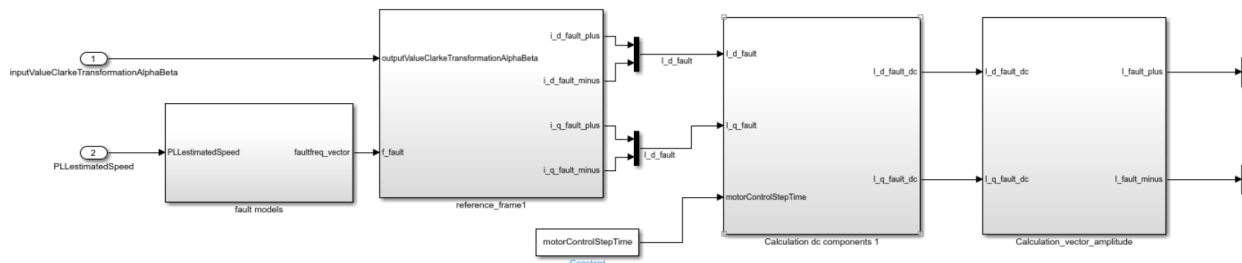 1
inputValueClarkeTransformationAlphaBeta
2
PLLestimatedSpeed
PLLestimatedSpeed
faultfreq_vector
fault models
outputValueClarkeTransformationAlphaBeta
f_fault
i_d_fault_plus
i_d_fault_minus
i_q_fault_plus
i_q_fault_minus
reference_frame1
I_d_fault
I_d_fault
motorControlStepTime
Constant
I_d_fault
I_q_fault
motorControlStepTime
I_d_fault_dc
I_q_fault_dc
Calculation dc components 1
I_d_fault_dc
I_q_fault_dc
I_fault_plus
I_fault_minus
Calculation_vector_amplitude